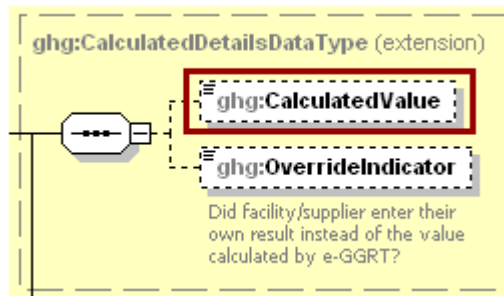 ghg:CalculatedDetailsDataType (extension)
ghg:CalculatedValue
ghg:OverrideIndicator
Did facility/supplier enter their
own result instead of the value
calculated by e-GGRT?